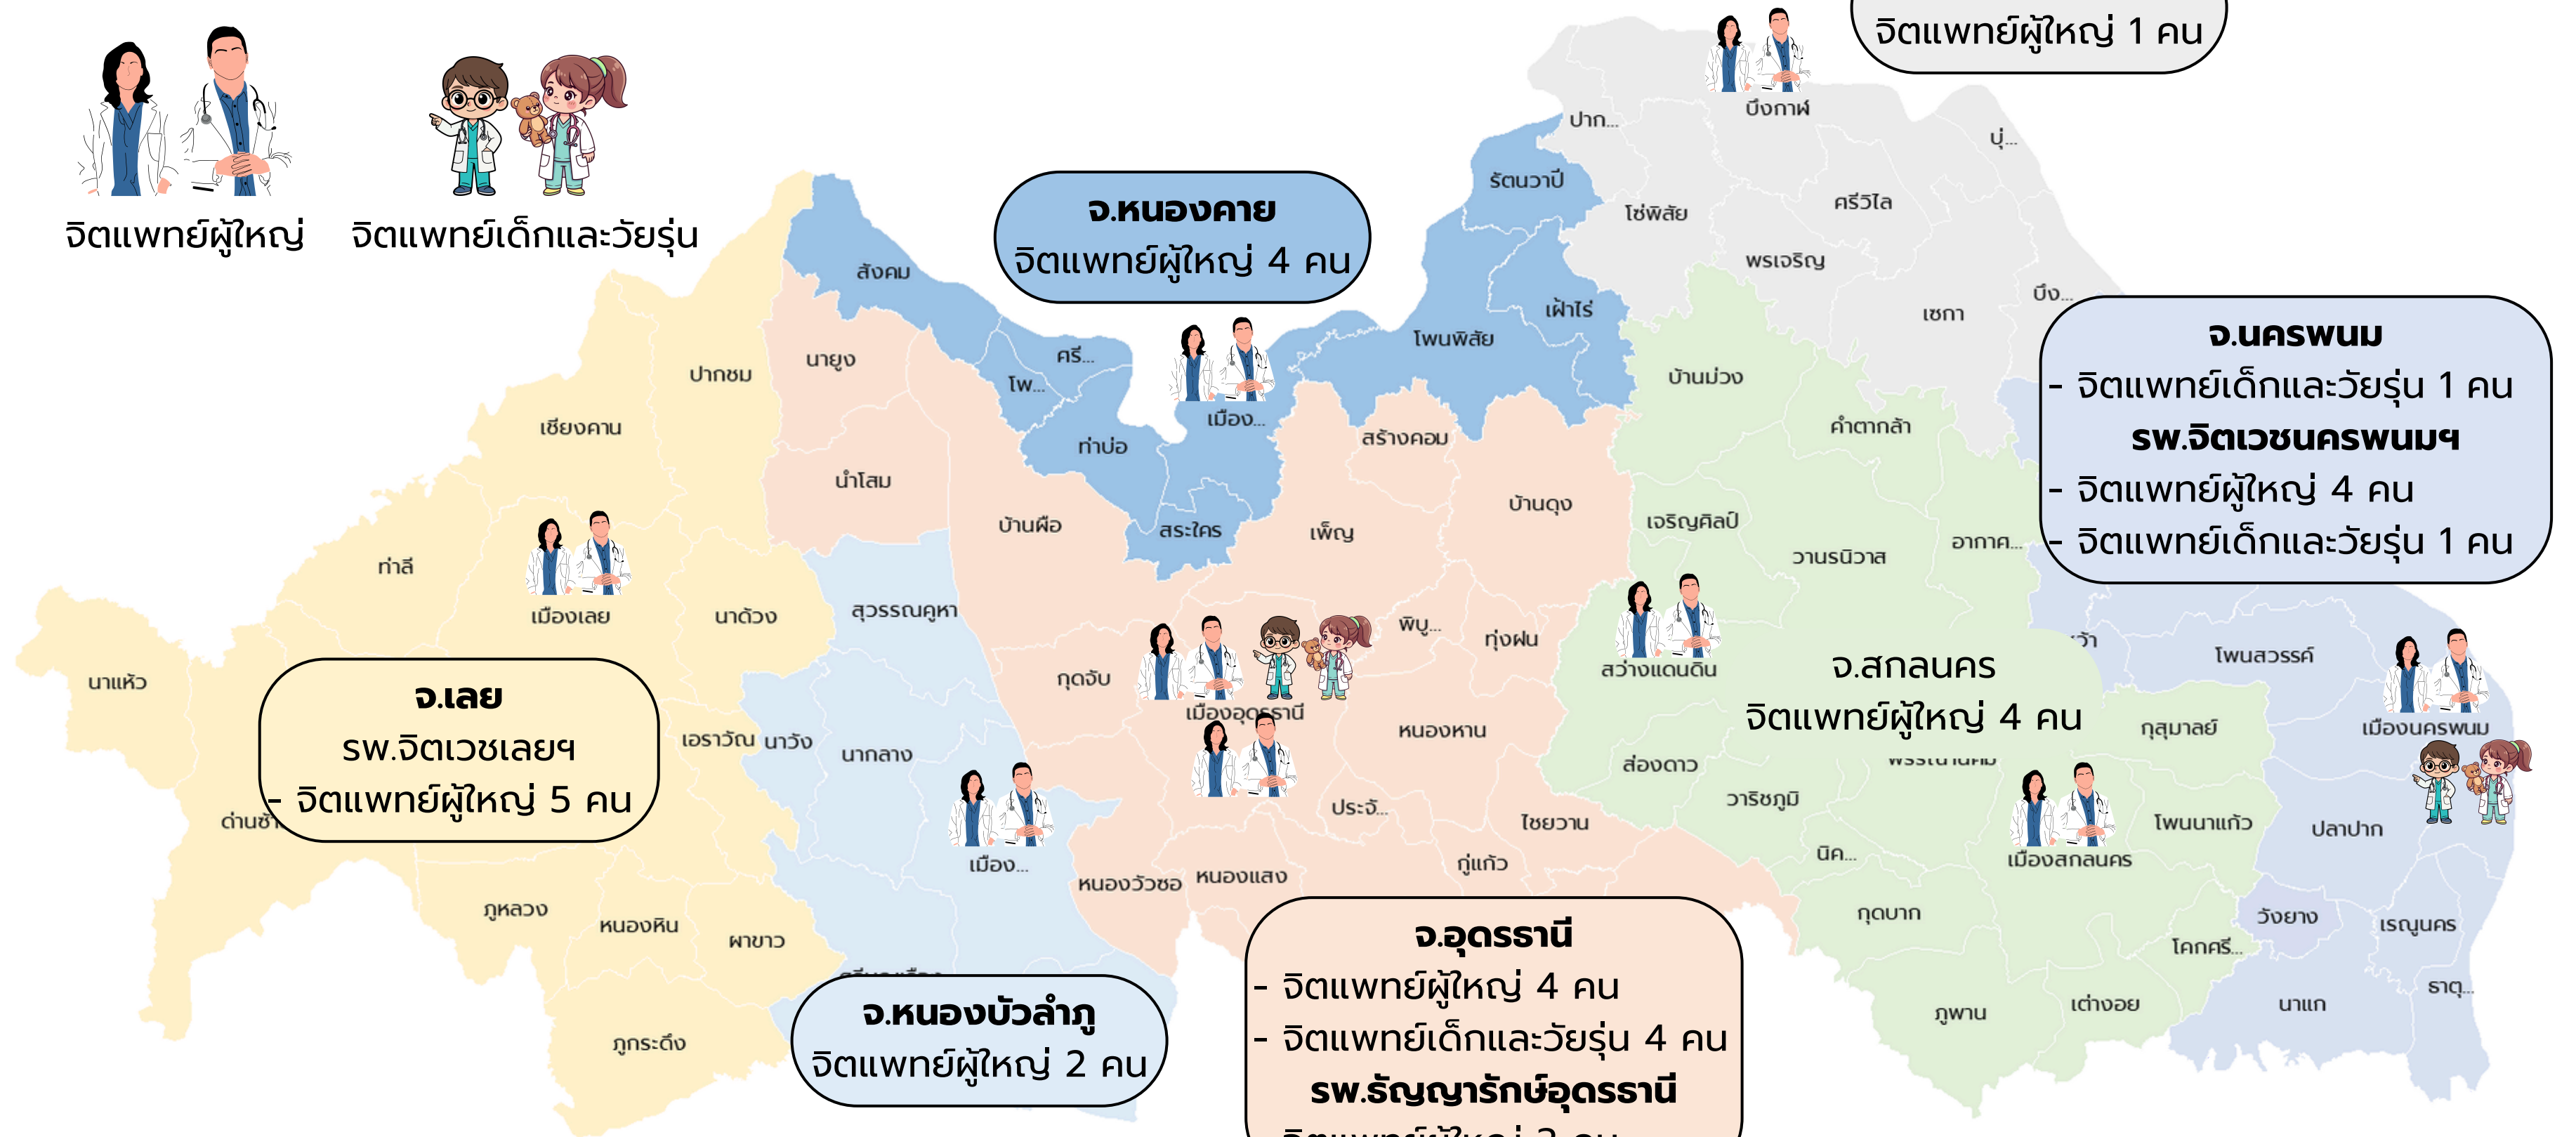 จิตแพทย์ผู้ใหญ่ 1 คน
จิตแพทย์ผู้ใหญ่
จิตแพทย์เด็กและวัยรุ่น
บึงกาฬ
ปาก...
บุ่...
รัตนวาปี
โซ่พิสัย
ศรีวิไล
พรเจริญ
เซกา
บึง...
จ.หนองคาย
จิตแพทย์ผู้ใหญ่ 4 คน
สังคม
ศรี...
โพ...
ท่าบ่อ
เมือง...
สระใคร
โพนพิสัย
เฝ้าไร่
จ.นครพนม
- จิตแพทย์เด็กและวัยรุ่น 1 คน
รพ.จิตเวชนครพนมฯ
- จิตแพทย์ผู้ใหญ่ 4 คน
- จิตแพทย์เด็กและวัยรุ่น 1 คน
ปากชม
เชียงคาน
ท่าลี่
เมืองเลย
นาด้วง
นาแห้ว
จ.เลย
รพ.จิตเวชเลยฯ
- จิตแพทย์ผู้ใหญ่ 5 คน
เอราวัณ
ภูหลวง
หนองหิน
ผาขาว
ภูกระดึง
นายูง
น้ำโสม
บ้านผือ
สร้างคอม
เพ็ญ
บ้านดุง
กุดจับ
เมืองอุดรธานี
พิบู...
ทุ่งฝน
หนองหาน
ประจั...
ไชยวาน
กู่แก้ว
หนองวัวซอ
หนองแสง
สุวรรณคูหา
นาวัง
นากลาง
เมือง...
จ.หนองบัวลำภู
จิตแพทย์ผู้ใหญ่ 2 คน
จ.อุดรธานี
- จิตแพทย์ผู้ใหญ่ 4 คน
- จิตแพทย์เด็กและวัยรุ่น 4 คน
รพ.ธัญญารักษ์อุดรธานี
บ้านม่วง
คำตากล้า
เจริญศิลป์
วานรนิวาส
อากาศ...
สว่างแดนดิน
จ.สกลนคร
จิตแพทย์ผู้ใหญ่ 4 คน
ส่องดาว
วาริชภูมิ
นิค...
เมืองสกลนคร
กุสุมาลย์
โพนนาแก้ว
กุดบาก
โคกศรี...
ภูพาน
เต่างอย
โพนสวรรค์
เมืองนครพนม
ปลาปาก
วังยาง
เรณูนคร
ธาตุ...
นาแก